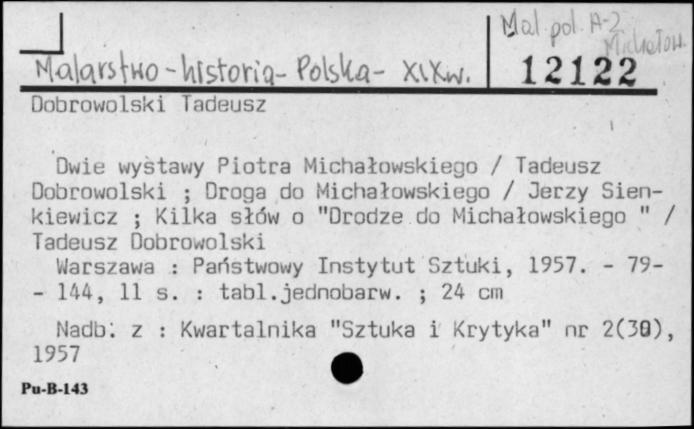 Mal. pol. A-Z
Michałow.
Malarstwo - historia - Polska - XIX w.
12122
Dobrowolski Tadeusz
Dwie wystawy Piotra Michałowskiego / Tadeusz
Dobrowolski ; Droga do Michałowskiego / Jerzy Sien-
kiewicz ; Kilka słów o "Drodze do Michałowskiego " /
Tadeusz Dobrowolski
Warszawa : Państwowy Instytut Sztuki, 1957. - 79-
- 144, 11 s. : tabl.jednobarw. ; 24 cm
Nadb. z : Kwartalnika "Sztuka i Krytyka" nr 2(30),
1957
Pu-B-143